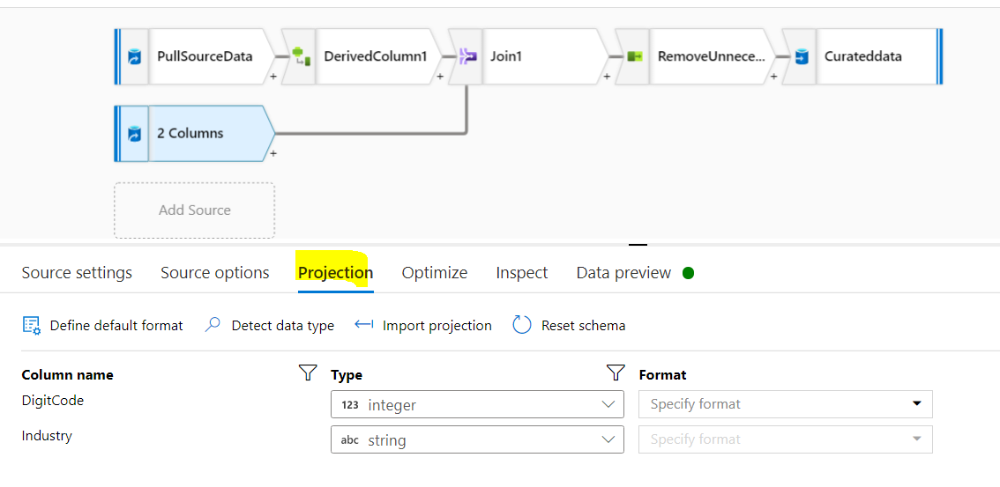 PullSourceData DerivedColumn1 Join1 RemoveUnnece... Curateddata
+ + + +
2 Columns
+
Add Source
Source settings Source options Projection Optimize Inspect Data preview
Define default format Detect data type Import projection Reset schema
Column name Type Format
DigitCode 123 integer Specify format
Industry abc string Specify format